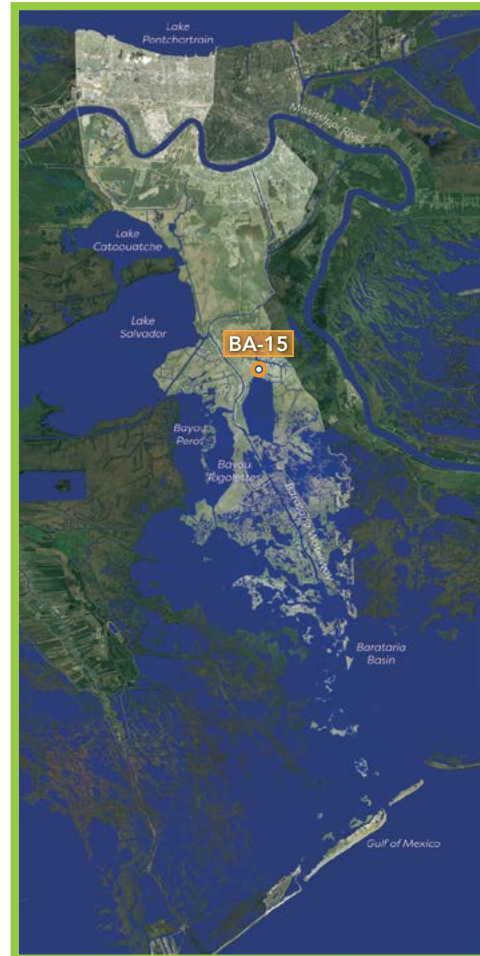 Lake
Pontchartrain
Mississippi River
Lake
Cataouatche
Lake
Salvador
BA-15
Bayou
Perot
Bayou
Rigolettes
Barataria Waterway
Barataria
Basin
Gulf of Mexico